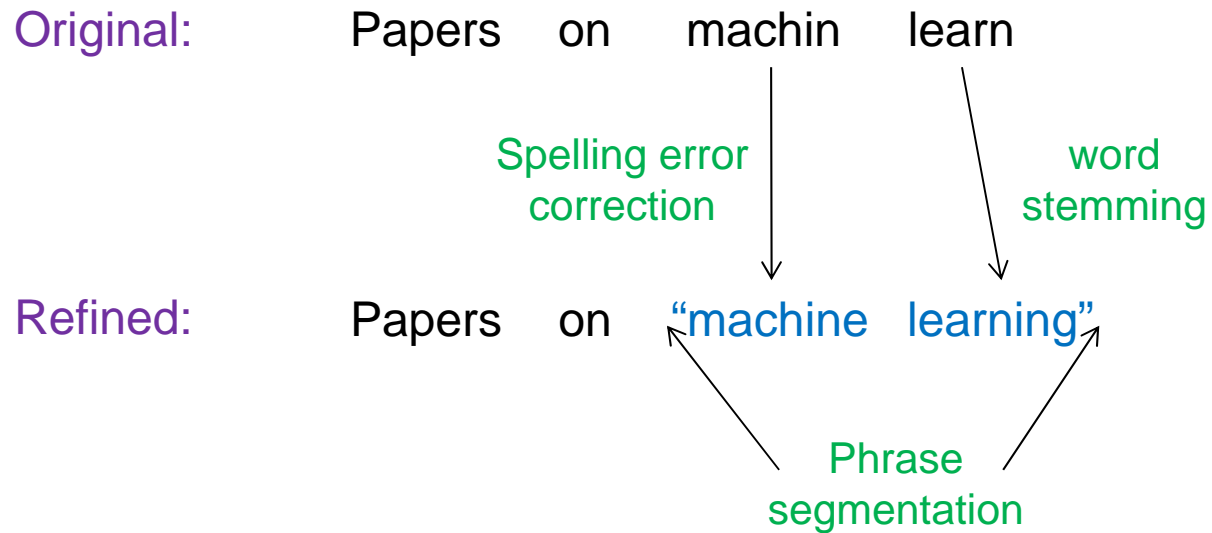 Original: Papers on machin learn
Spelling error
correction
word
stemming
Refined: Papers on “machine learning”
Phrase
segmentation